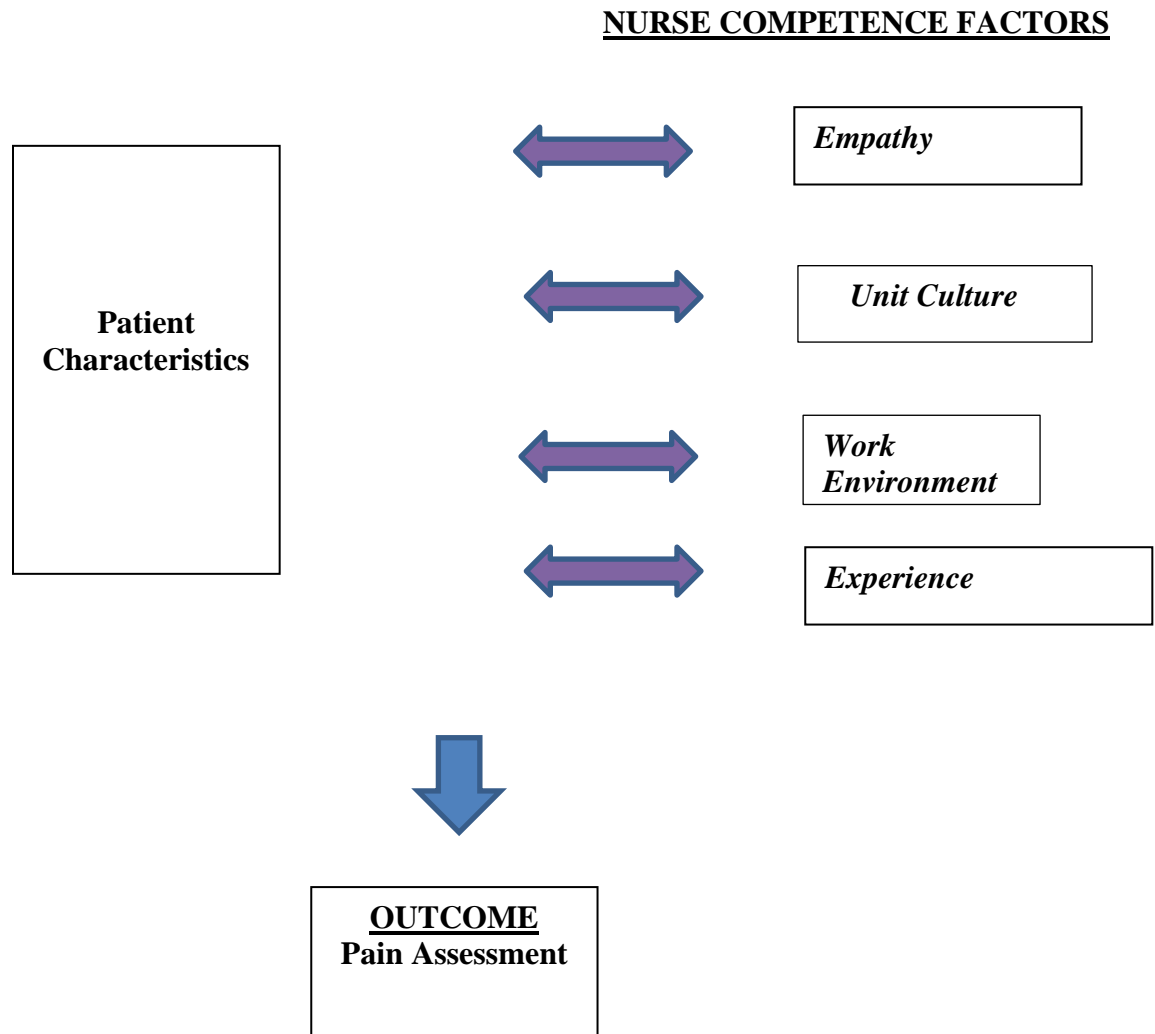 NURSE COMPETENCE FACTORS
Empathy
Patient
Characteristics
Unit Culture
Work
Environment
Experience
OUTCOME
Pain Assessment